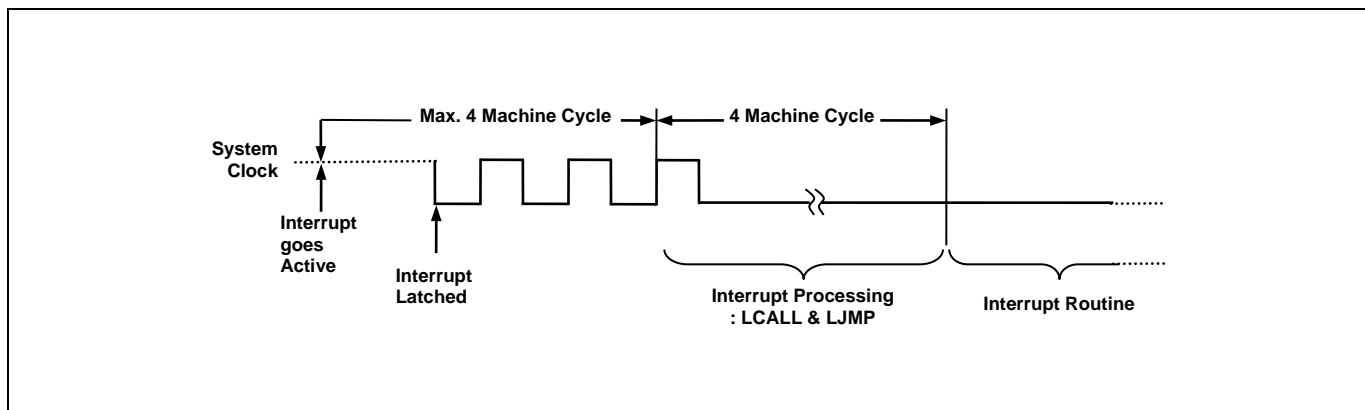 Max. 4 Machine Cycle
4 Machine Cycle
System
Clock
Interrupt
goes
Active
Interrupt
Latched
Interrupt Processing
: LCALL & LJMP
Interrupt Routine